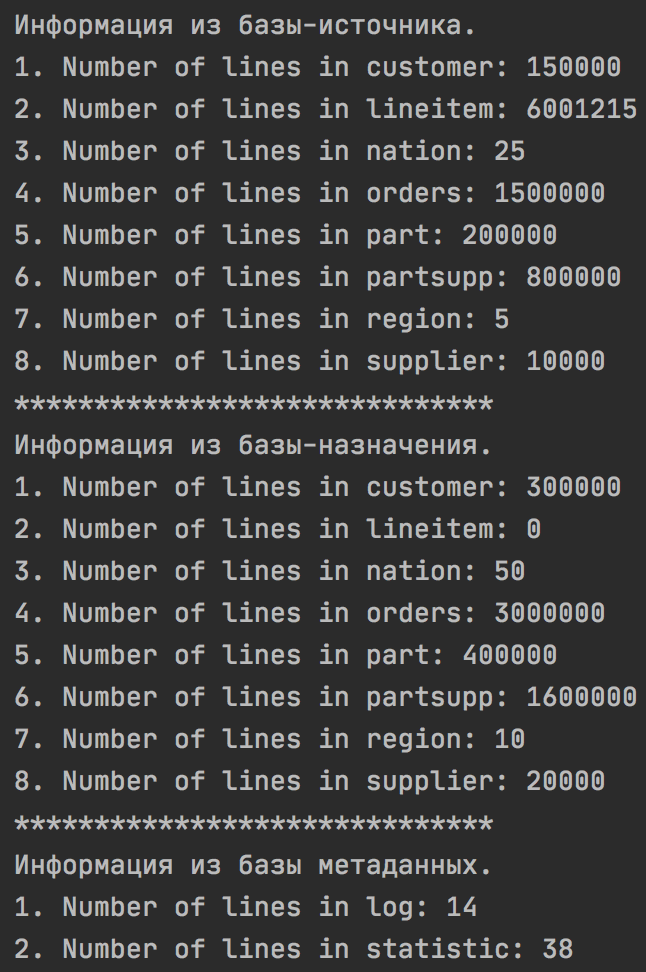 Информация из базы-источника.
1. Number of lines in customer: 150000
2. Number of lines in lineitem: 6001215
3. Number of lines in nation: 25
4. Number of lines in orders: 1500000
5. Number of lines in part: 200000
6. Number of lines in partsupp: 800000
7. Number of lines in region: 5
8. Number of lines in supplier: 10000
******************************
Информация из базы-назначения.
1. Number of lines in customer: 300000
2. Number of lines in lineitem: 0
3. Number of lines in nation: 50
4. Number of lines in orders: 3000000
5. Number of lines in part: 400000
6. Number of lines in partsupp: 1600000
7. Number of lines in region: 10
8. Number of lines in supplier: 20000
******************************
Информация из базы метаданных.
1. Number of lines in log: 14
2. Number of lines in statistic: 38